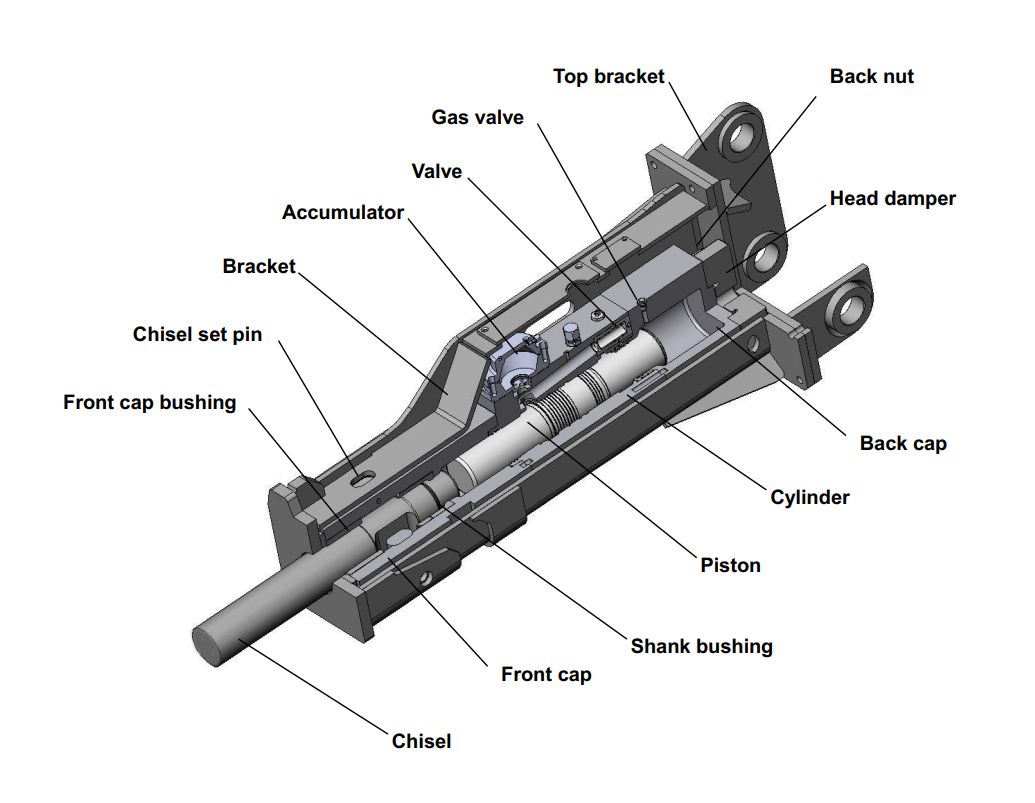 Top bracket
Back nut
Gas valve
Valve
Head damper
Accumulator
Bracket
Chisel set pin
Front cap bushing
Back cap
Cylinder
Piston
Shank bushing
Front cap
Chisel